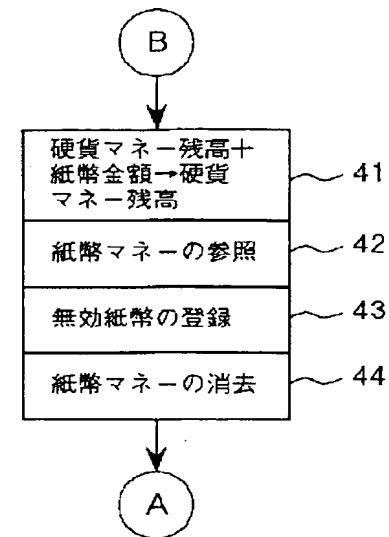 B
硬貨マネー残高＋
紙幣金額→硬貨
マネー残高
41
紙幣マネーの参照
42
無効紙幣の登録
43
紙幣マネーの消去
44
A